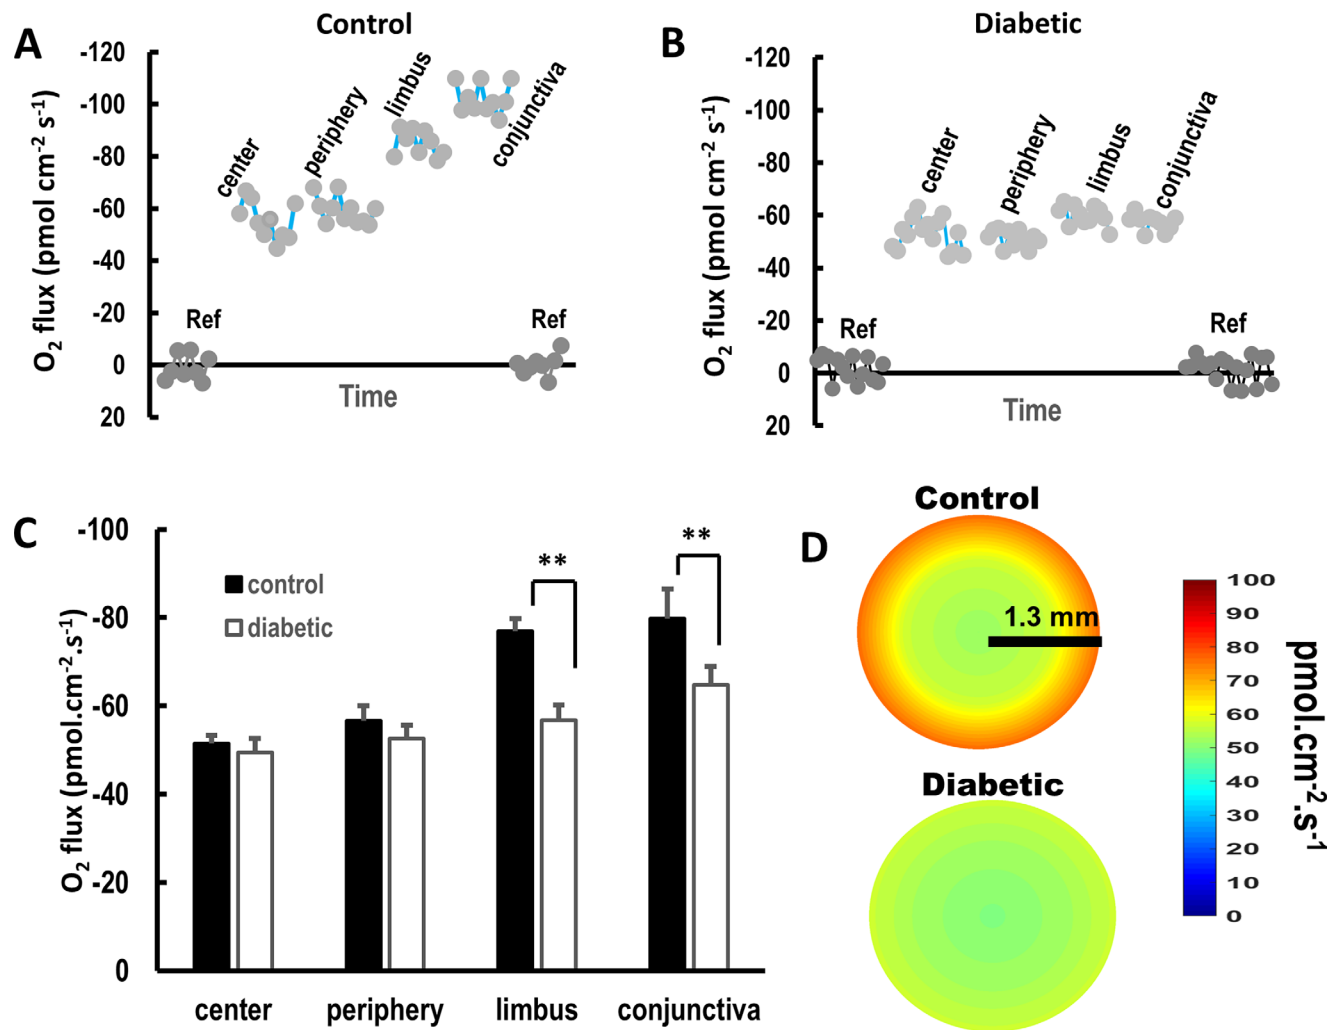 A
Control
O₂ flux (pmol cm⁻² s⁻¹)
-120
-100
-80
-60
-40
-20
0
20
center
periphery
limbus
conjunctiva
Ref
Ref
Time
B
Diabetic
O₂ flux (pmol cm⁻² s⁻¹)
-120
-100
-80
-60
-40
-20
0
20
center
periphery
limbus
conjunctiva
Ref
Ref
Time
C
O₂ flux (pmol.cm⁻².s⁻¹)
-100
-80
-60
-40
-20
0
control
diabetic
**
**
center
periphery
limbus
conjunctiva
D
Control
1.3 mm
Diabetic
100
90
80
70
60
50
40
30
20
10
0
pmol.cm⁻².s⁻¹